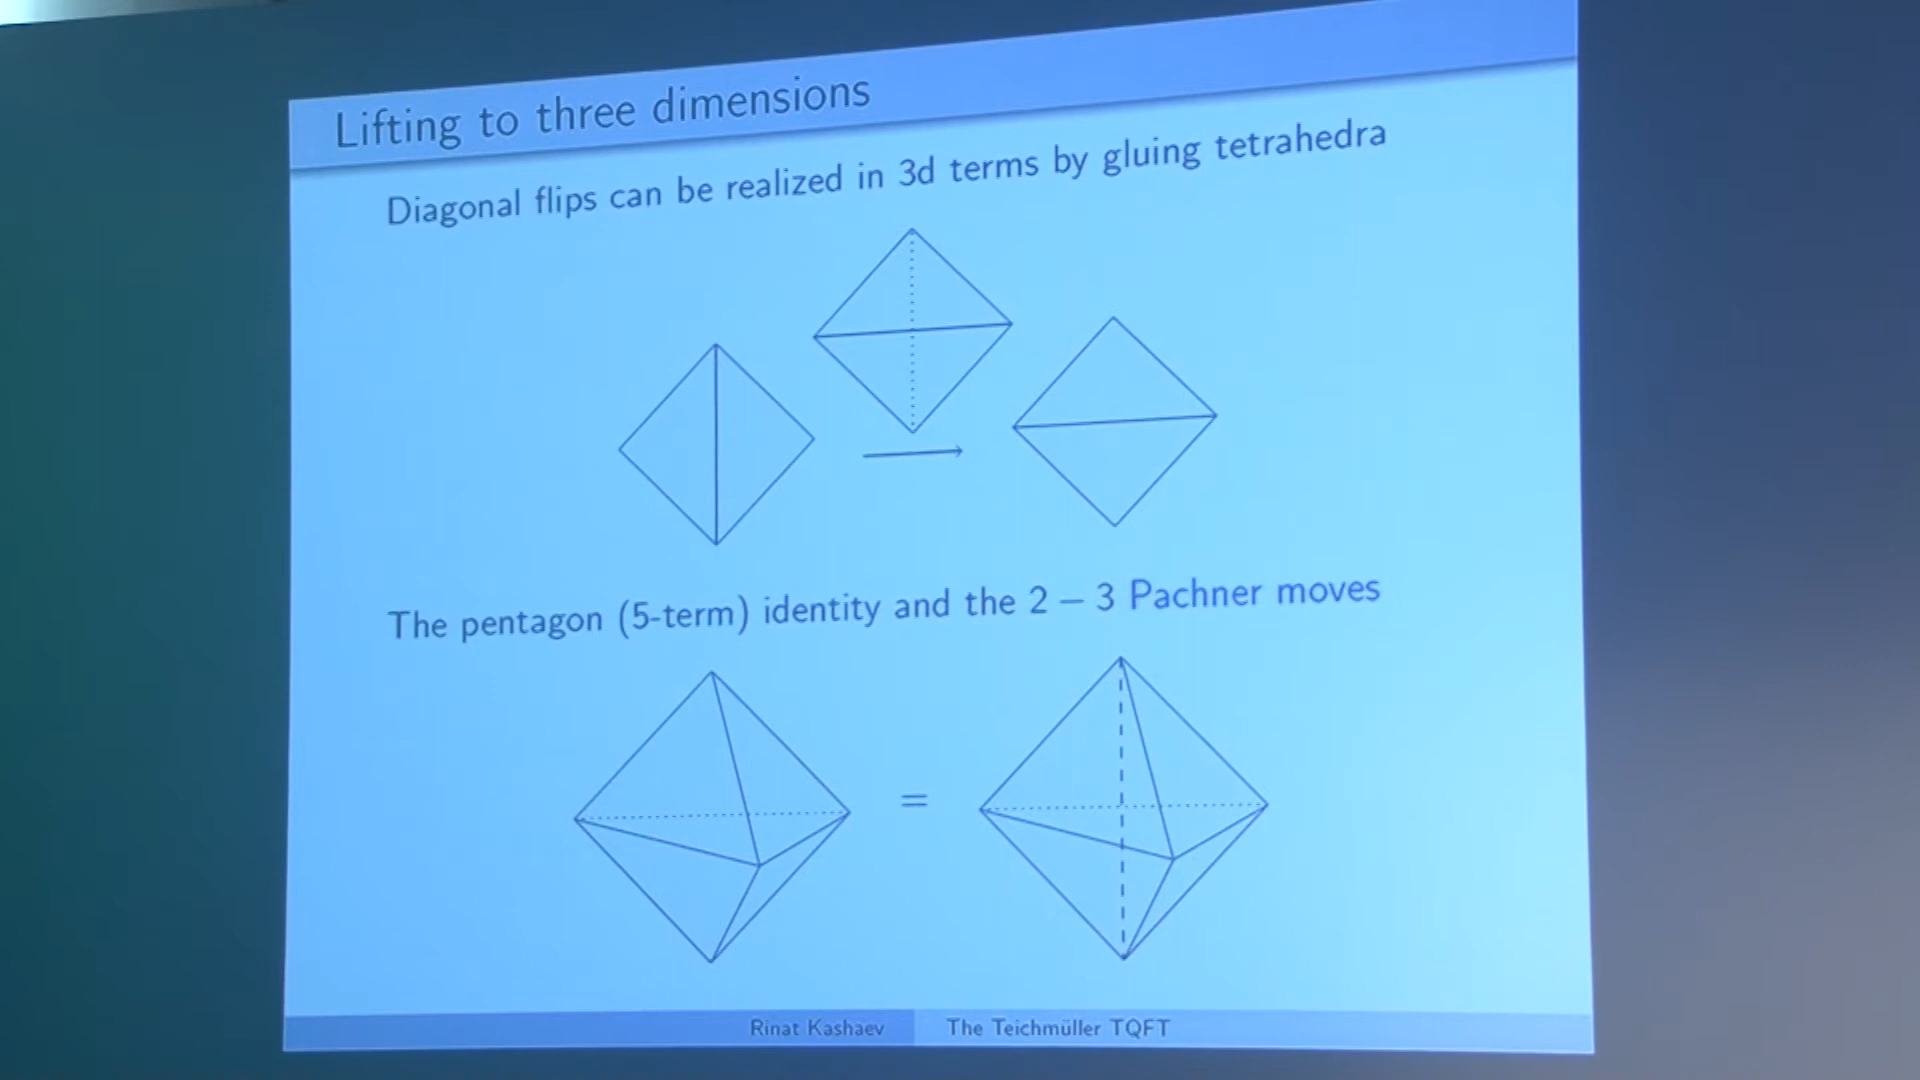 Lifting to three dimensions
Diagonal flips can be realized in 3d terms by gluing tetrahedra
The pentagon (5-term) identity and the 2 – 3 Pachner moves
=
Rinat Kashaev
The Teichmüller TQFT